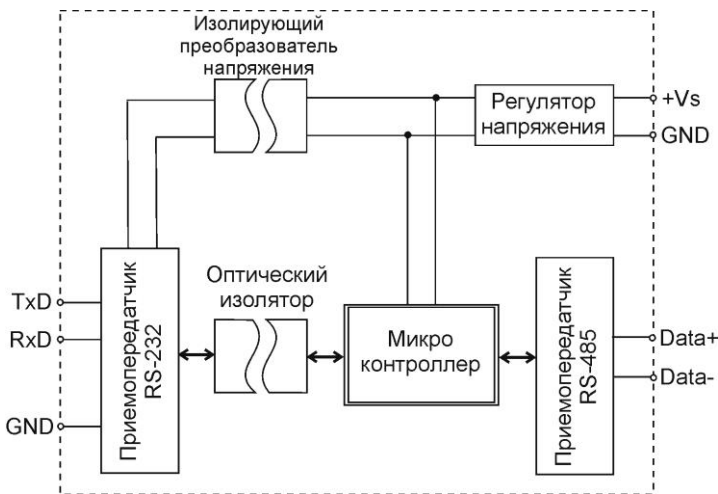 Изолирующий
преобразователь
напряжения
Регулятор
напряжения
+Vs
GND
TxD
RxD
GND
Приемопередатчик
RS-232
Оптический
изолятор
Микро
контроллер
Приемопередатчик
RS-485
Data+
Data-